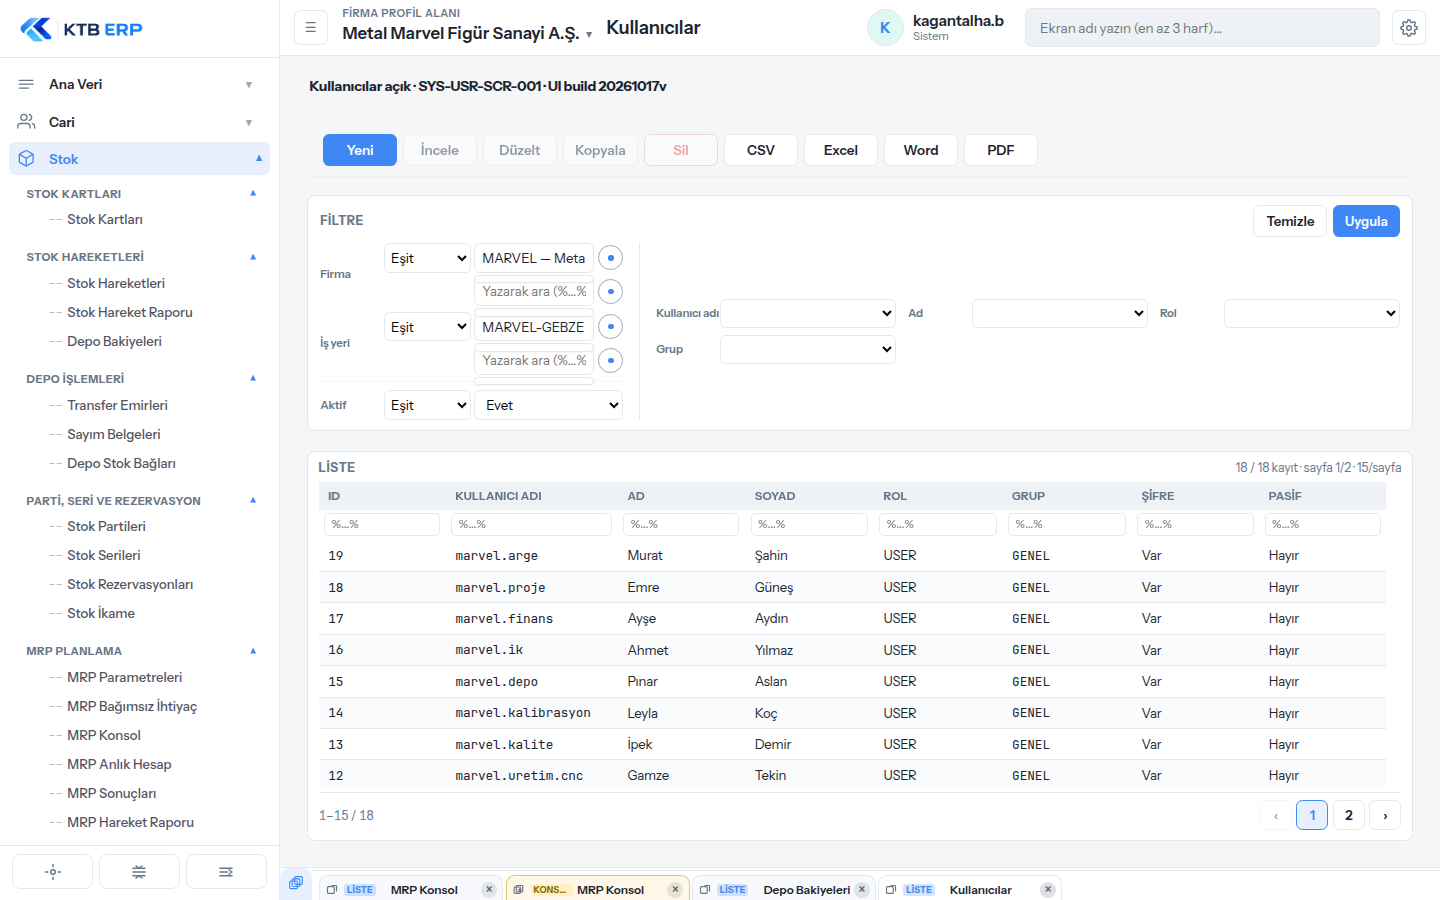 KTB ERP
Ana Veri
Cari
Stok
STOK KARTLARI
Stok Kartları
STOK HAREKETLERİ
Stok Hareketleri
Stok Hareket Raporu
Depo Bakiyeleri
DEPO İŞLEMLERİ
Transfer Emirleri
Sayım Belgeleri
Depo Stok Bağları
PARTİ, SERİ VE REZERVASYON
Stok Partileri
Stok Serileri
Stok Rezervasyonları
Stok İkame
MRP PLANLAMA
MRP Parametreleri
MRP Bağımsız İhtiyaç
MRP Konsol
MRP Anlık Hesap
MRP Sonuçları
MRP Hareket Raporu
FİRMA PROFİL ALANI
Metal Marvel Figür Sanayi A.Ş.
Kullanıcılar
K
kagantalha.b
Sistem
Ekran adı yazın (en az 3 harf)...
Kullanıcılar açık · SYS-USR-SCR-001 · UI build 20261017v
Yeni İncele Düzelt Kopyala Sil CSV Excel Word PDF
FİLTRE
Temizle Uygula
Firma Eşit MARVEL — Meta
Yazarak ara (%...%
İş yeri Eşit MARVEL-GEBZE
Yazarak ara (%...%
Aktif Eşit Evet
Kullanıcı adı Ad Rol
Grup
LİSTE
18 / 18 kayıt · sayfa 1/2 · 15/sayfa
ID KULLANICI ADI AD SOYAD ROL GRUP ŞİFRE PASİF
%...% %...% %...% %...% %...% %...% %...% %...%
19 marvel.arge Murat Şahin USER GENEL Var Hayır
18 marvel.proje Emre Güneş USER GENEL Var Hayır
17 marvel.finans Ayşe Aydın USER GENEL Var Hayır
16 marvel.ik Ahmet Yılmaz USER GENEL Var Hayır
15 marvel.depo Pınar Aslan USER GENEL Var Hayır
14 marvel.kalibrasyon Leyla Koç USER GENEL Var Hayır
13 marvel.kalite İpek Demir USER GENEL Var Hayır
12 marvel.uretim.cnc Gamze Tekin USER GENEL Var Hayır
1–15 / 18
‹ 1 2 ›
LİSTE MRP Konsol ×
KONS... MRP Konsol ×
LİSTE Depo Bakiyeleri ×
LİSTE Kullanıcılar ×